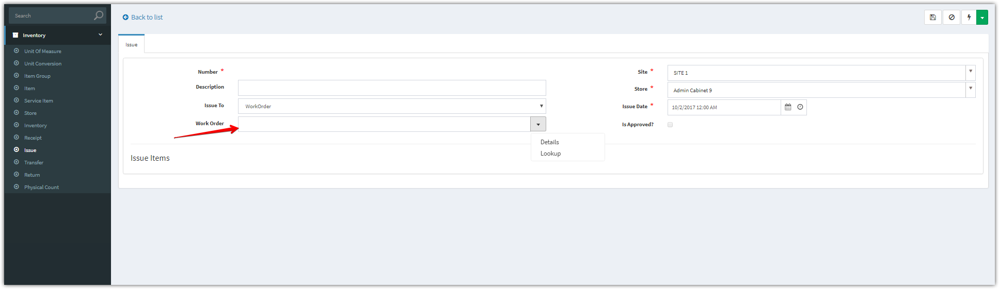 Search
Inventory
Unit Of Measure
Unit Conversion
Item Group
Item
Service Item
Store
Inventory
Receipt
Issue
Transfer
Return
Physical Count
Back to list
Issue
Number *
Description
Issue To
WorkOrder
Work Order
Details
Lookup
Site *
SITE 1
Store *
Admin Cabinet 9
Issue Date *
10/2/2017 12:00 AM
Is Approved?
Issue Items